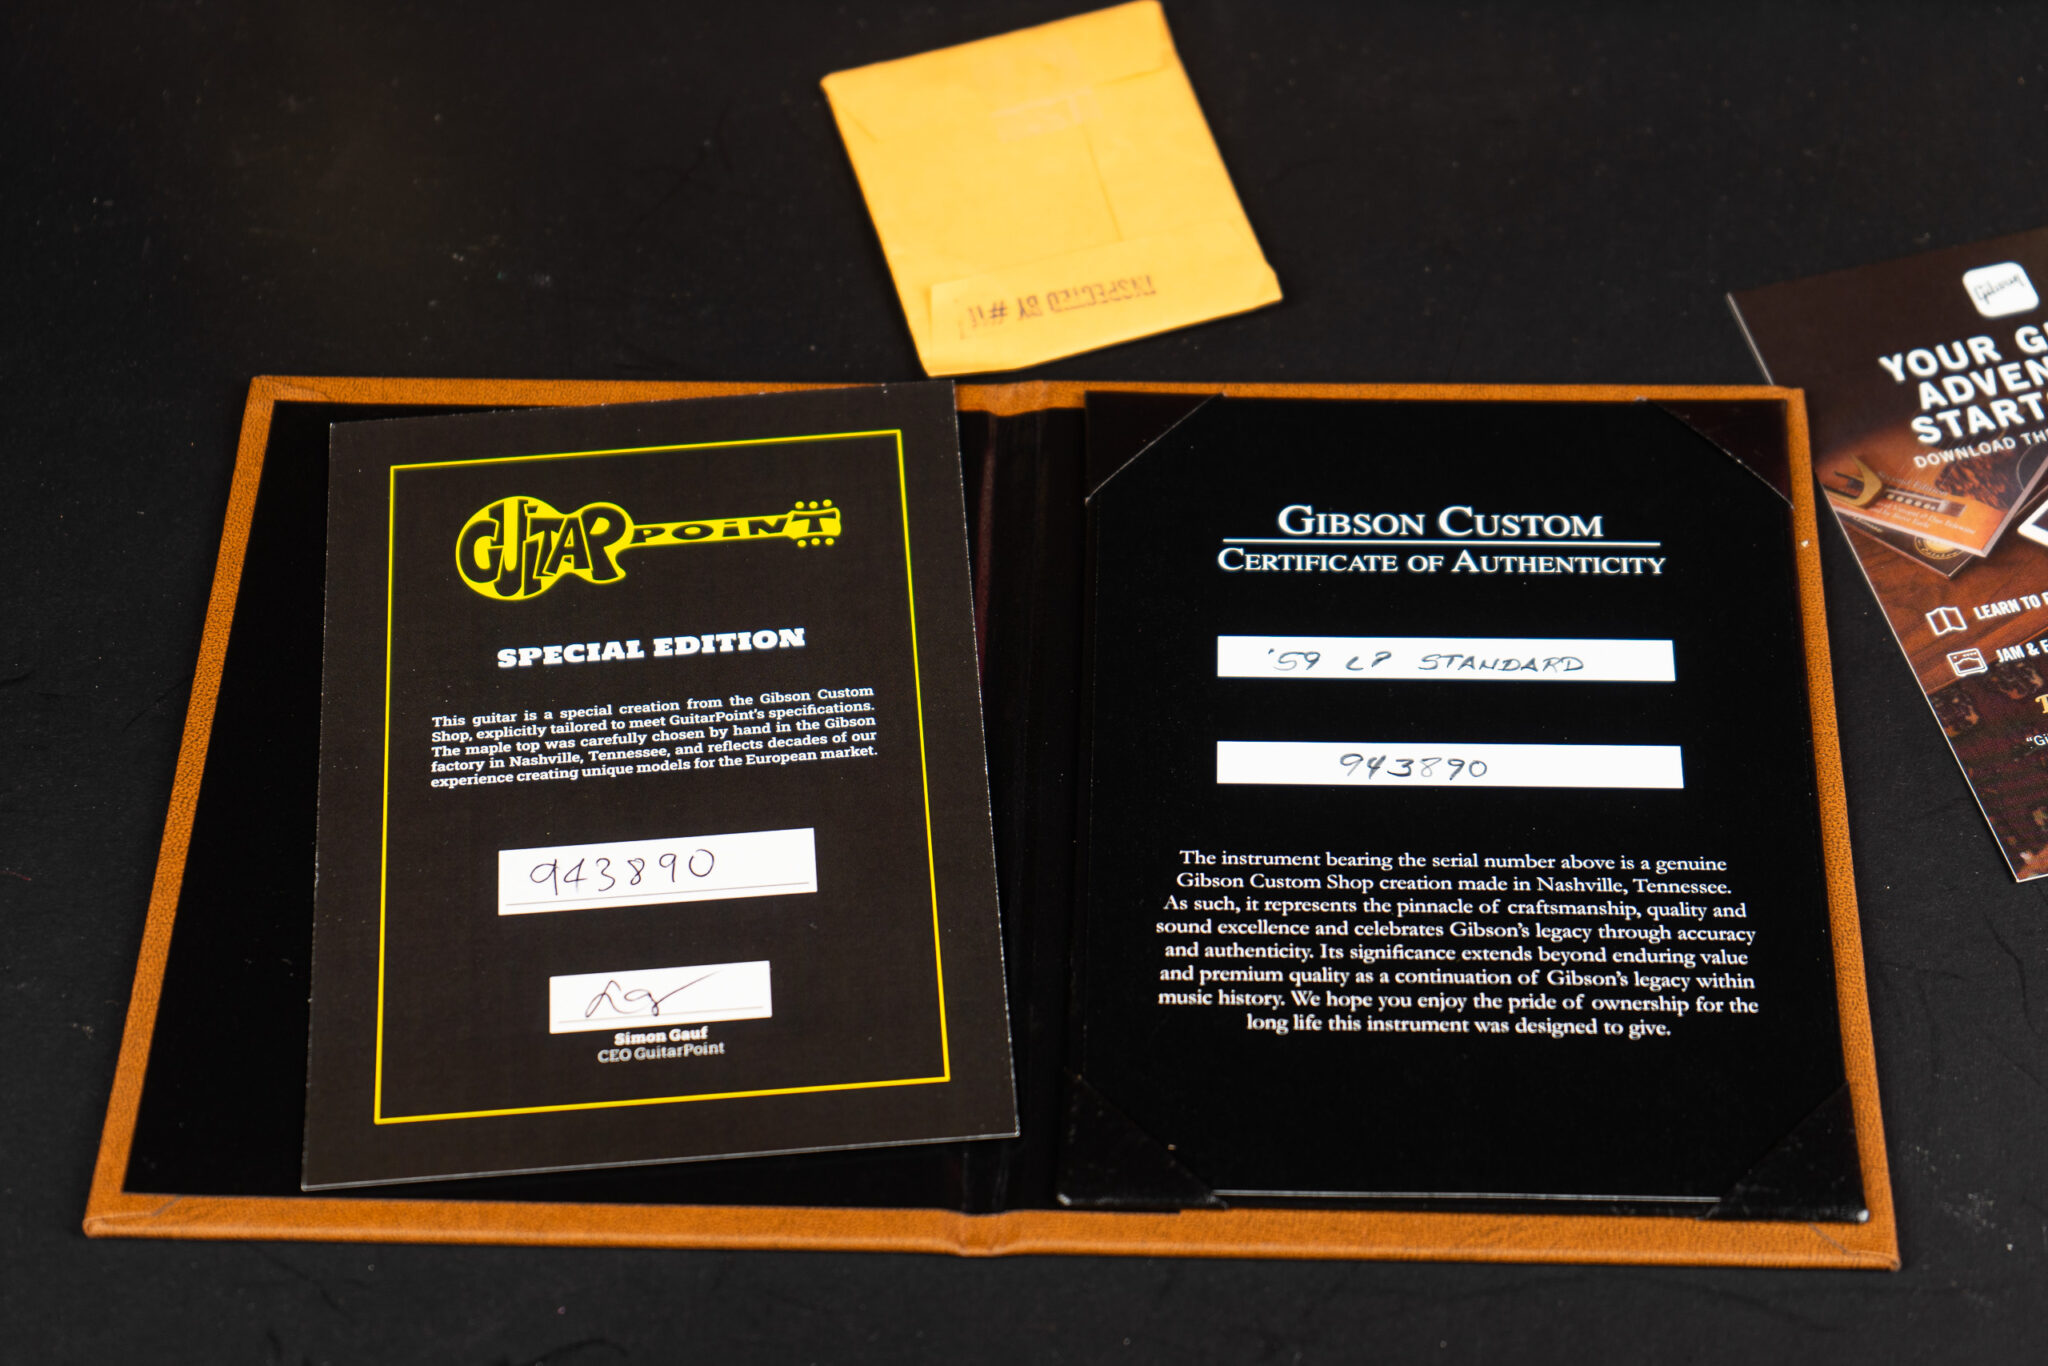 INSPECTED BY #11
GUITAR POINT
SPECIAL EDITION
This guitar is a special creation from the Gibson Custom
Shop, explicitly tailored to meet GuitarPoint's specifications.
The maple top was carefully chosen by hand in the Gibson
factory in Nashville, Tennessee, and reflects decades of our
experience creating unique models for the European market.
943890
Simon Gauf
CEO GuitarPoint
GIBSON CUSTOM
CERTIFICATE OF AUTHENTICITY
'59 LP STANDARD
943890
The instrument bearing the serial number above is a genuine
Gibson Custom Shop creation made in Nashville, Tennessee.
As such, it represents the pinnacle of craftsmanship, quality and
sound excellence and celebrates Gibson's legacy through accuracy
and authenticity. Its significance extends beyond enduring value
and premium quality as a continuation of Gibson's legacy within
music history. We hope you enjoy the pride of ownership for the
long life this instrument was designed to give.
Gibson
YOUR G
ADVEN
START
DOWNLOAD TH
LEARN TO
JAM &